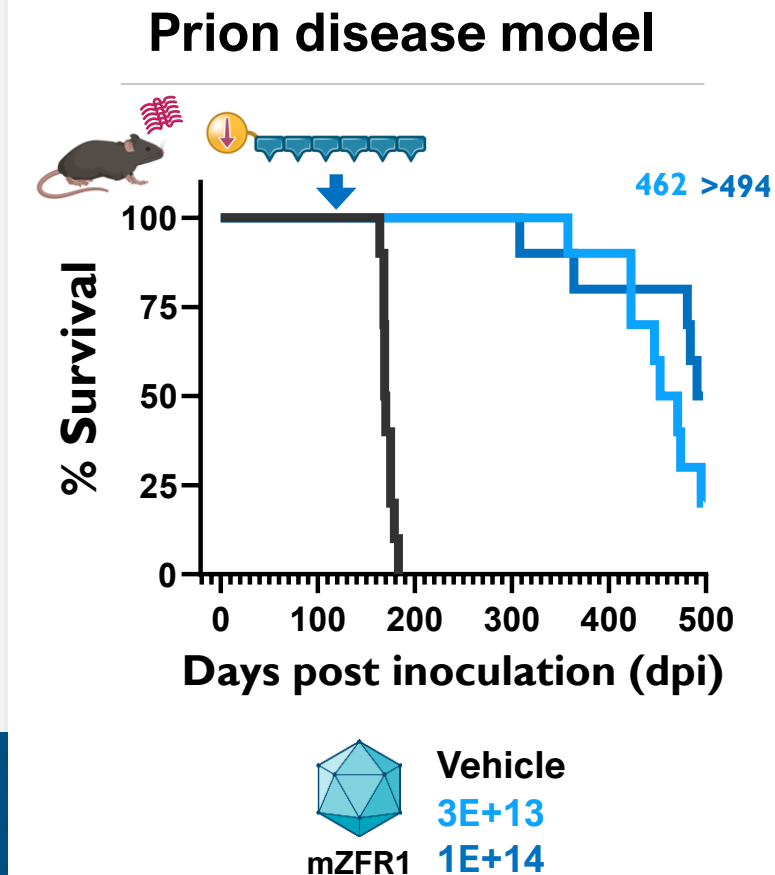 Prion disease model
462 >494
100
75
50
25
0
% Survival
0 100 200 300 400 500
Days post inoculation (dpi)
Vehicle
3E+13
mZFR1 1E+14